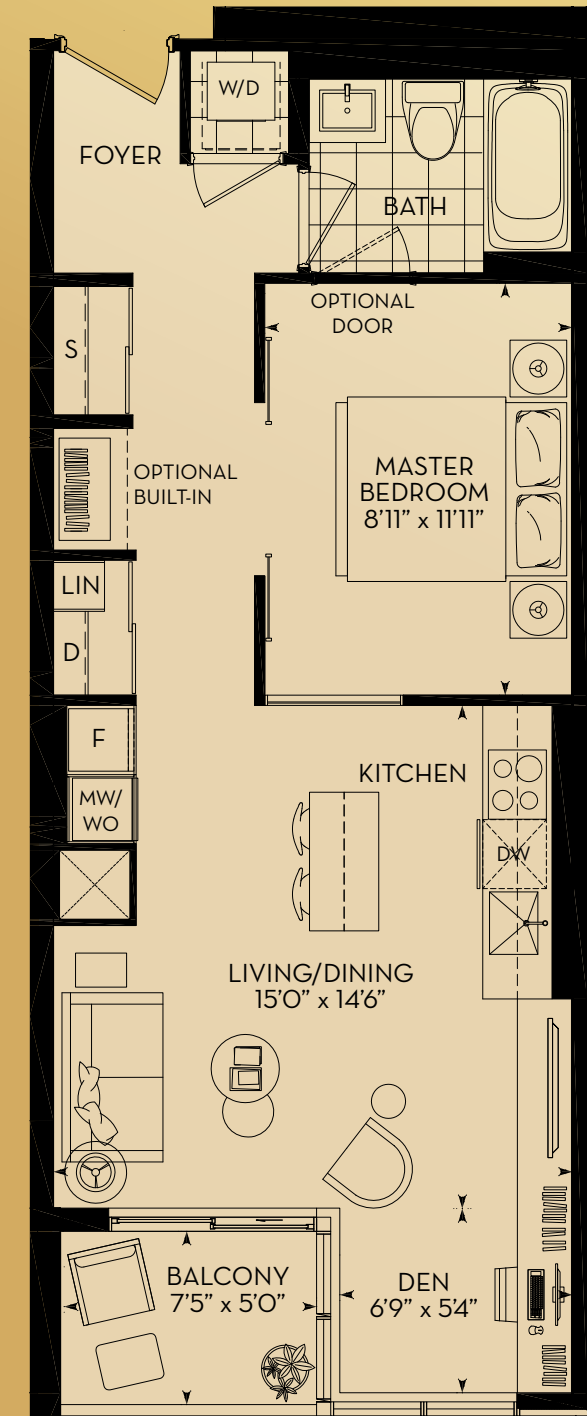 W/D
FOYER
BATH
OPTIONAL
DOOR
S
MASTER
BEDROOM
8'11" x 11'11"
OPTIONAL
BUILT-IN
LIN
D
F
KITCHEN
MW/
WO
DW
LIVING/DINING
15'0" x 14'6"
BALCONY
7'5" x 5'0"
DEN
6'9" x 5'4"